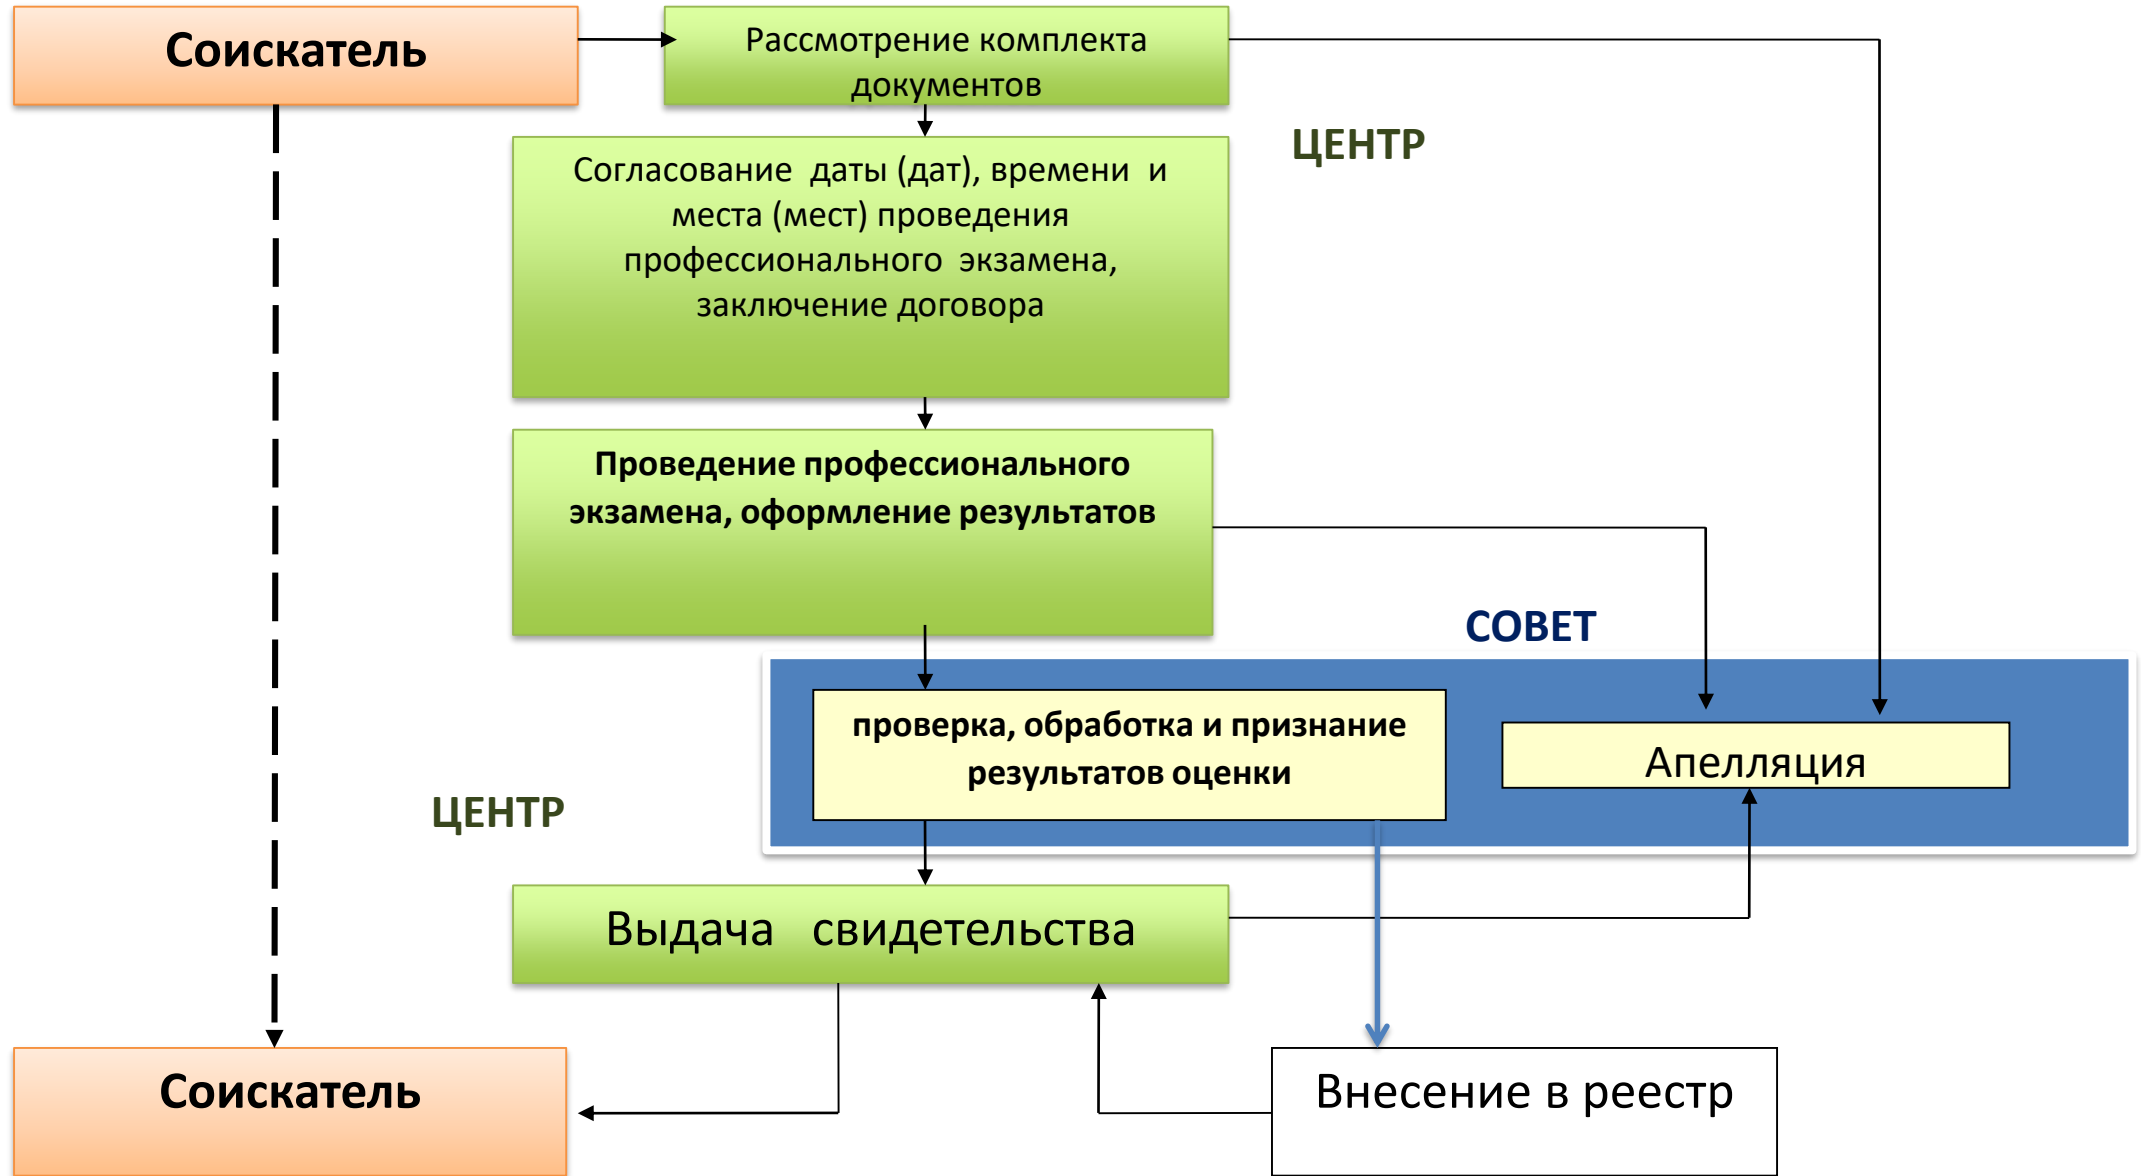 Соискатель
Рассмотрение комплекта
документов
ЦЕНТР
Согласование даты (дат), времени и
места (мест) проведения
профессионального экзамена,
заключение договора
Проведение профессионального
экзамена, оформление результатов
СОВЕТ
проверка, обработка и признание
результатов оценки
Апелляция
ЦЕНТР
Выдача свидетельства
Соискатель
Внесение в реестр